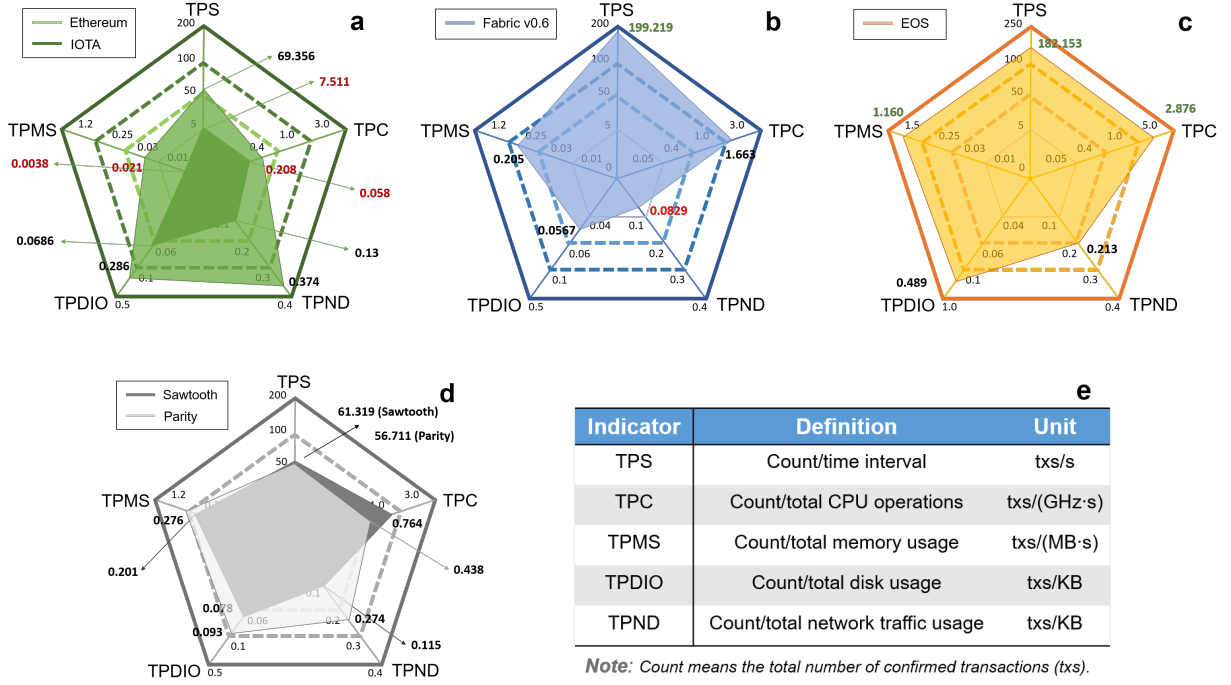 a
Ethereum
IOTA
TPS
200
100
50
5
69.356
7.511
TPMS
1.2
0.25
0.03
0.01
0.4
1.0
3.0
TPC
0.0038
0.021
0.208
0.058
0.0686
0.1
0.2
0.3
0.4
0.13
0.06
0.286
0.1
0.374
TPDIO
0.5
TPND
b
Fabric v0.6
TPS
200
199.219
100
50
5
TPMS
1.2
0.25
0.03
0.01
0
0.05
0.4
1.0
3.0
TPC
0.205
1.663
0.0829
0.0567
0.04
0.1
0.06
0.2
0.1
0.3
TPDIO
0.5
0.4
TPND
c
EOS
TPS
250
182.153
100
50
5
1.160
2.876
TPMS
1.5
0.25
0.03
0.01
0
0.05
0.4
1.0
5.0
TPC
0.04
0.1
0.06
0.2
0.213
0.489
0.1
0.3
TPDIO
1.0
0.4
TPND
d
Sawtooth
Parity
TPS
200
100
50
61.319 (Sawtooth)
56.711 (Parity)
TPMS
1.2
1.0
3.0
TPC
0.276
0.764
0.201
0.438
0.078
0.093
0.06
0.1
0.1
0.2
0.274
0.3
0.115
TPDIO
0.5
0.4
TPND
e
Indicator Definition Unit
TPS Count/time interval txs/s
TPC Count/total CPU operations txs/(GHz·s)
TPMS Count/total memory usage txs/(MB·s)
TPDIO Count/total disk usage txs/KB
TPND Count/total network traffic usage txs/KB
Note: Count means the total number of confirmed transactions (txs).